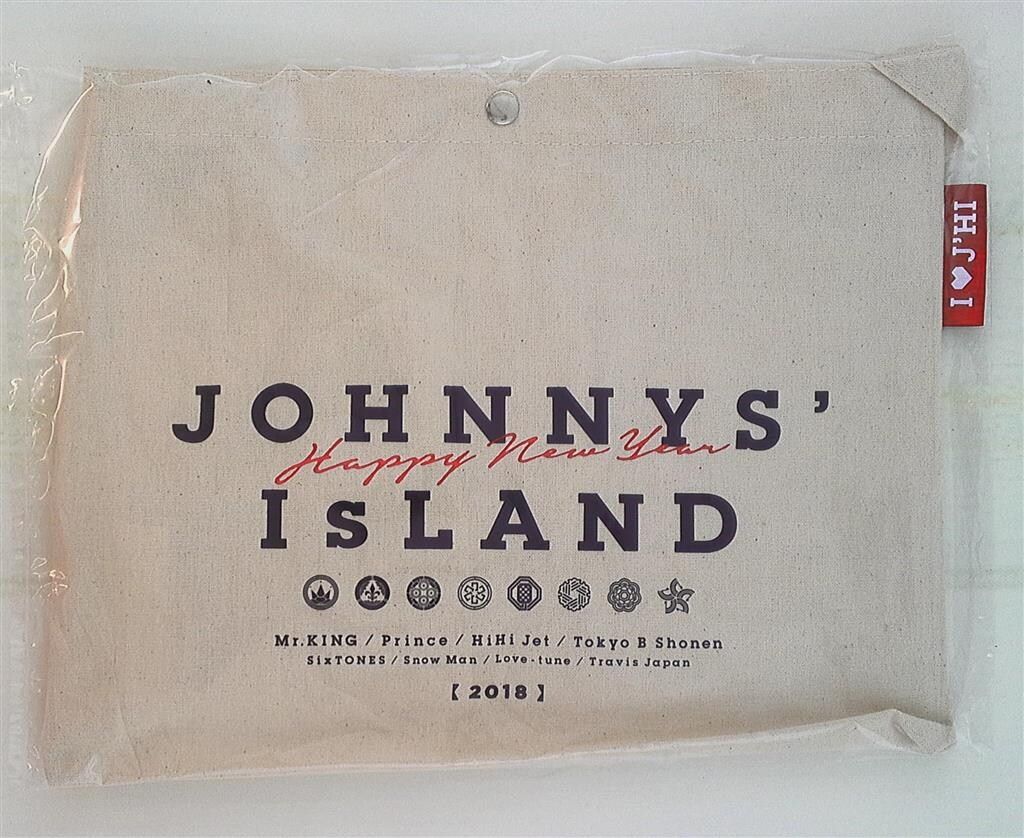 JOHNNYS'
Happy New Year
IsLAND
Mr.KING / Prince / HiHi Jet / Tokyo B Shonen
SixTONES / Snow Man / Love-tune / Travis Japan
【 2018 】
I ♥ J'HI